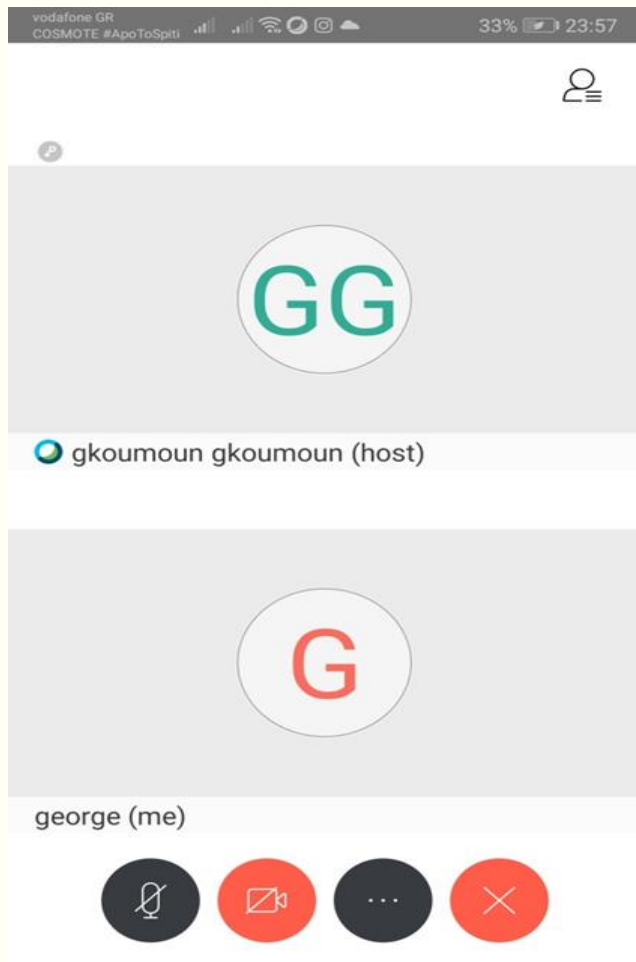 vodafone GR
COSMOTE #ApoToSpiti
33% 23:57
GG
gkoumoun gkoumoun (host)
G
george (me)